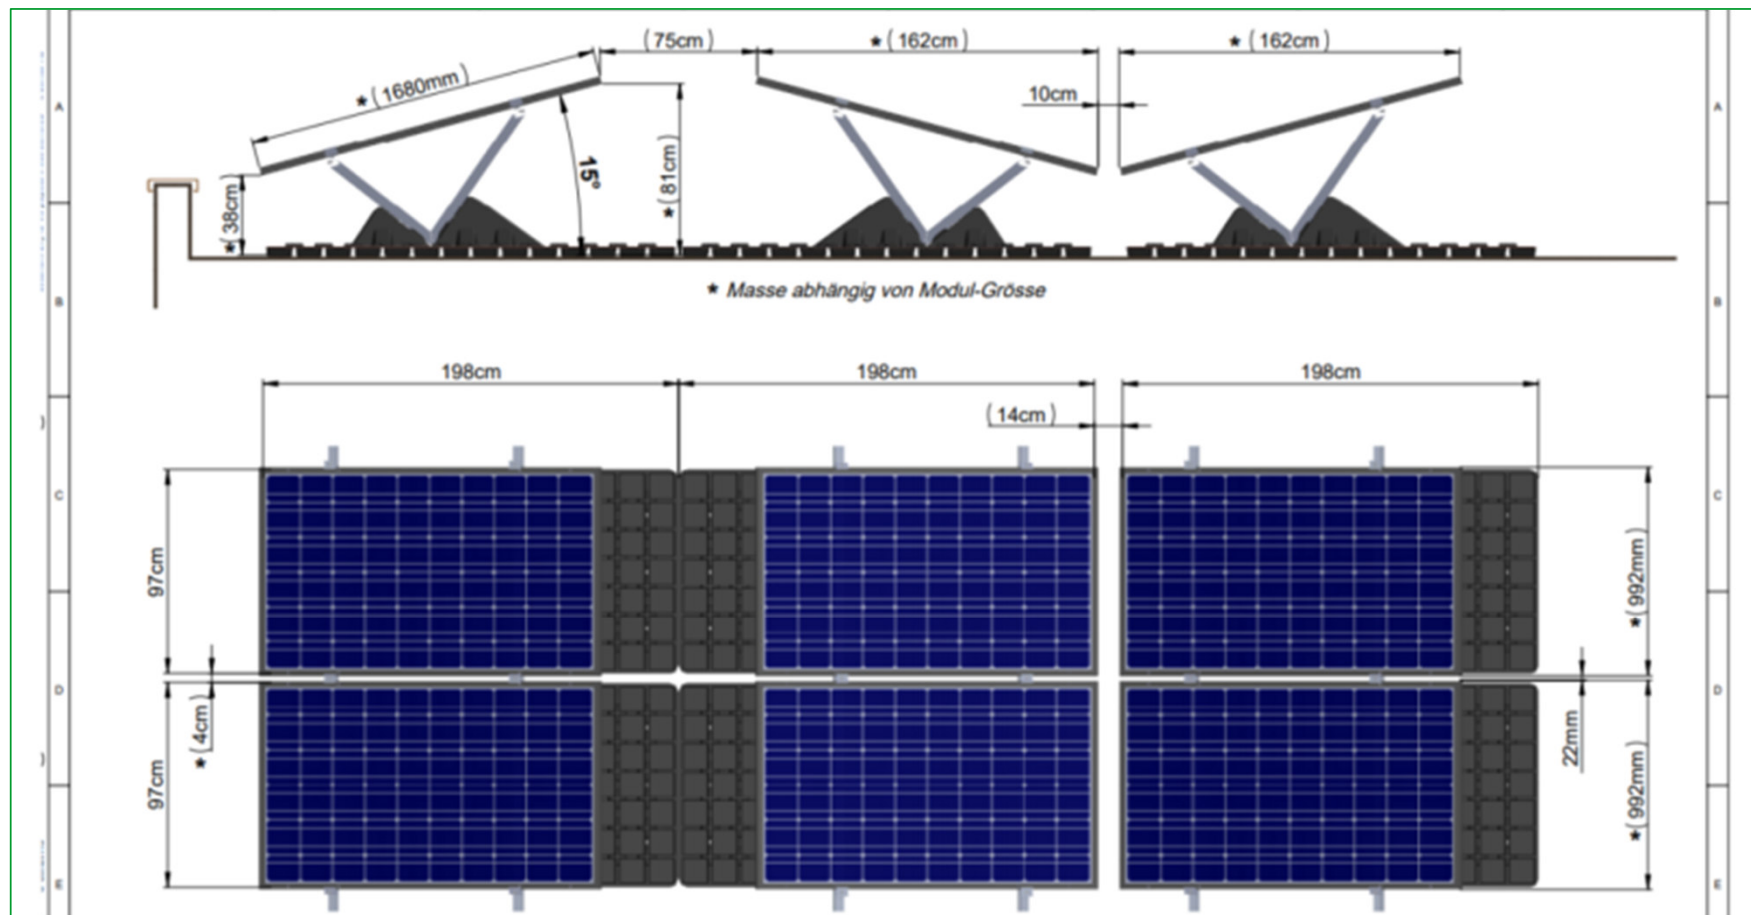 (75cm)
* (162cm)
* (162cm)
* (1680mm)
10cm
A
A
15°
* (81cm)
* (38cm)
* Masse abhängig von Modul-Grösse
B
B
198cm
198cm
198cm
(14cm)
C
C
97cm
* (992mm)
D
D
* (4cm)
22mm
97cm
* (992mm)
E
E